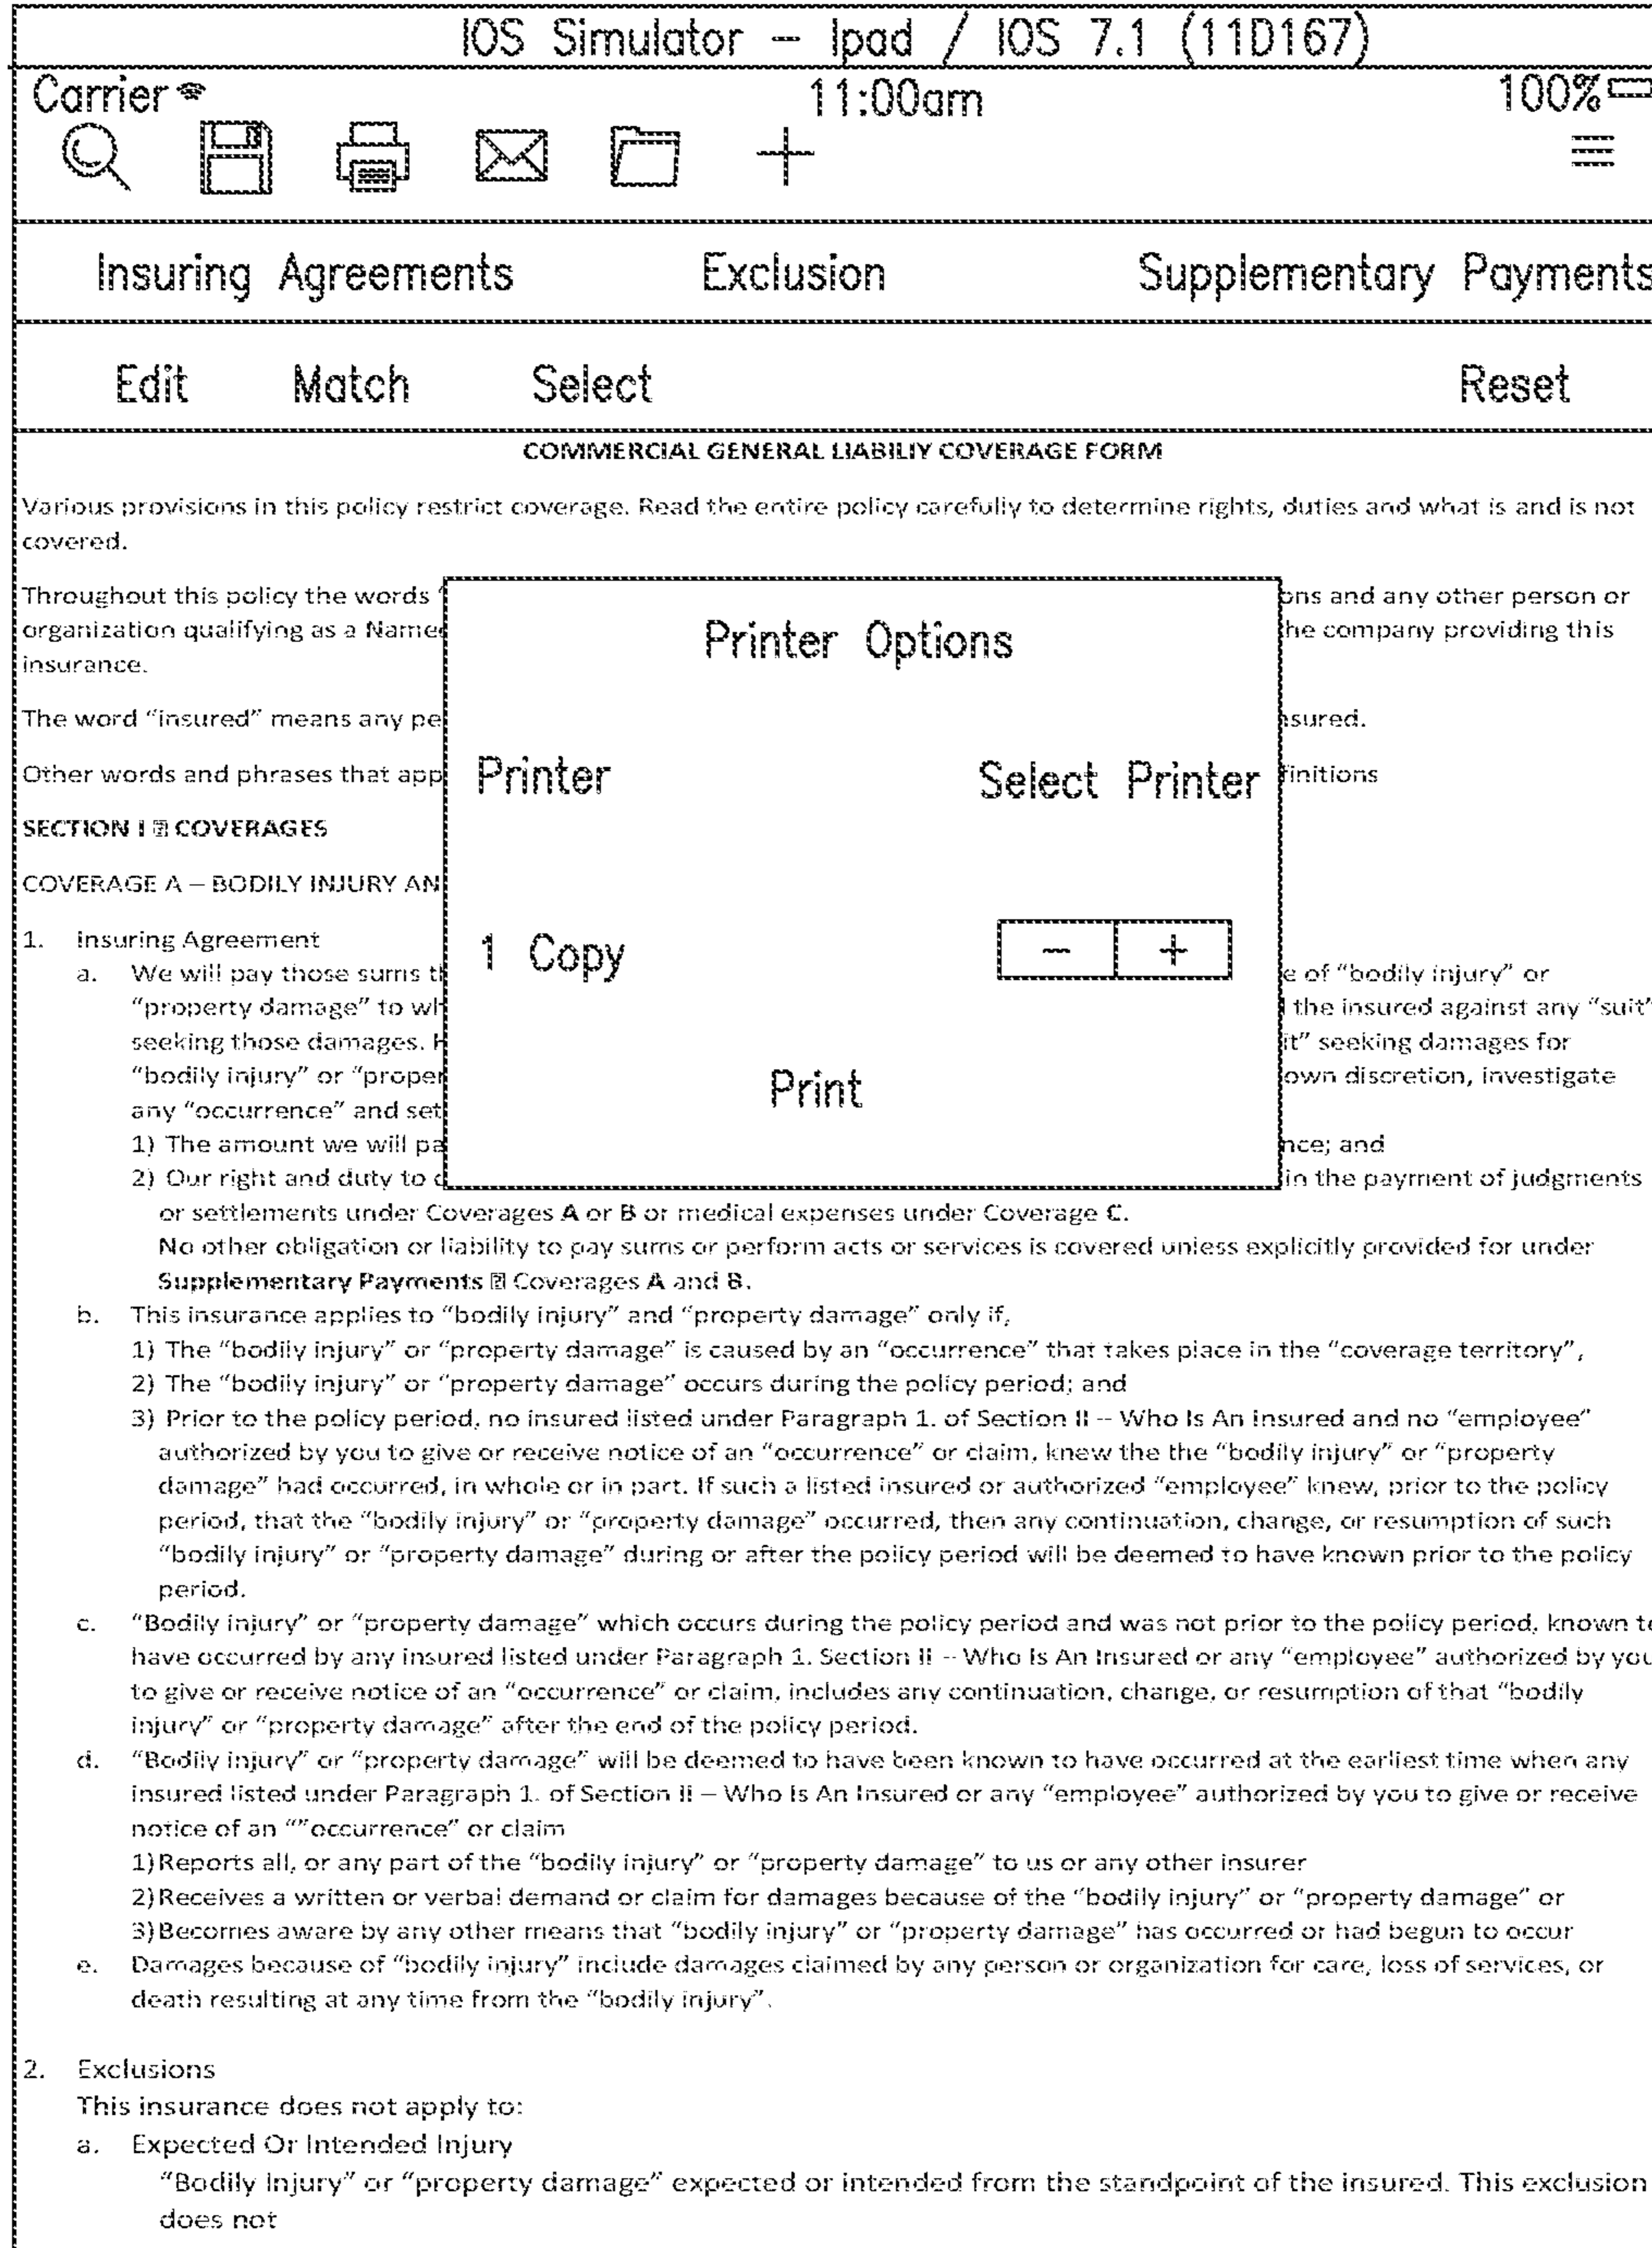 IOS Simulator – Ipad / IOS 7.1 (11D167)
Carrier 11:00am 100%
Insuring Agreements Exclusion Supplementary Payments
Edit Match Select Reset
COMMERCIAL GENERAL LIABILIY COVERAGE FORM
Various provisions in this policy restrict coverage. Read the entire policy carefully to determine rights, duties and what is and is not
covered.
Throughout this policy the words ons and any other person or
organization qualifying as a Named he company providing this
insurance.
Printer Options
The word “insured” means any pe nsured.
Other words and phrases that app finitions
Printer Select Printer
SECTION I ⍰ COVERAGES
COVERAGE A – BODILY INJURY AN
1. Insuring Agreement
1 Copy − +
a. We will pay those sums th e of “bodily injury” or
“property damage” to wh the insured against any “suit”
seeking those damages. H it” seeking damages for
“bodily injury” or “proper own discretion, investigate
Print
any “occurrence” and set
1) The amount we will pa nce; and
2) Our right and duty to d in the payment of judgments
or settlements under Coverages A or B or medical expenses under Coverage C.
No other obligation or liability to pay sums or perform acts or services is covered unless explicitly provided for under
Supplementary Payments ⍰ Coverages A and B.
b. This insurance applies to “bodily injury” and “property damage” only if,
1) The “bodily injury” or “property damage” is caused by an “occurrence” that takes place in the “coverage territory”,
2) The “bodily injury” or “property damage” occurs during the policy period; and
3) Prior to the policy period, no insured listed under Paragraph 1. of Section II -- Who Is An insured and no “employee”
authorized by you to give or receive notice of an “occurrence” or claim, knew the the “bodily injury” or “property
damage” had occurred, in whole or in part. If such a listed insured or authorized “employee” knew, prior to the policy
period, that the “bodily injury” or “property damage” occurred, then any continuation, change, or resumption of such
“bodily injury” or “property damage” during or after the policy period will be deemed to have known prior to the policy
period.
c. “Bodily injury” or “property damage” which occurs during the policy period and was not prior to the policy period, known to
have occurred by any insured listed under Paragraph 1. Section II -- Who Is An Insured or any “employee” authorized by you
to give or receive notice of an “occurrence” or claim, includes any continuation, change, or resumption of that “bodily
injury” or “property damage” after the end of the policy period.
d. “Bodily injury” or “property damage” will be deemed to have been known to have occurred at the earliest time when any
insured listed under Paragraph 1. of Section II – Who Is An Insured or any “employee” authorized by you to give or receive
notice of an “”occurrence” or claim
1)Reports all, or any part of the “bodily injury” or “property damage” to us or any other insurer
2)Receives a written or verbal demand or claim for damages because of the “bodily injury” or “property damage” or
3)Becomes aware by any other means that “bodily injury” or “property damage” has occurred or had begun to occur
e. Damages because of “bodily injury” include damages claimed by any person or organization for care, loss of services, or
death resulting at any time from the “bodily injury”.
2. Exclusions
This insurance does not apply to:
a. Expected Or Intended Injury
“Bodily Injury” or “property damage” expected or intended from the standpoint of the insured. This exclusion
does not